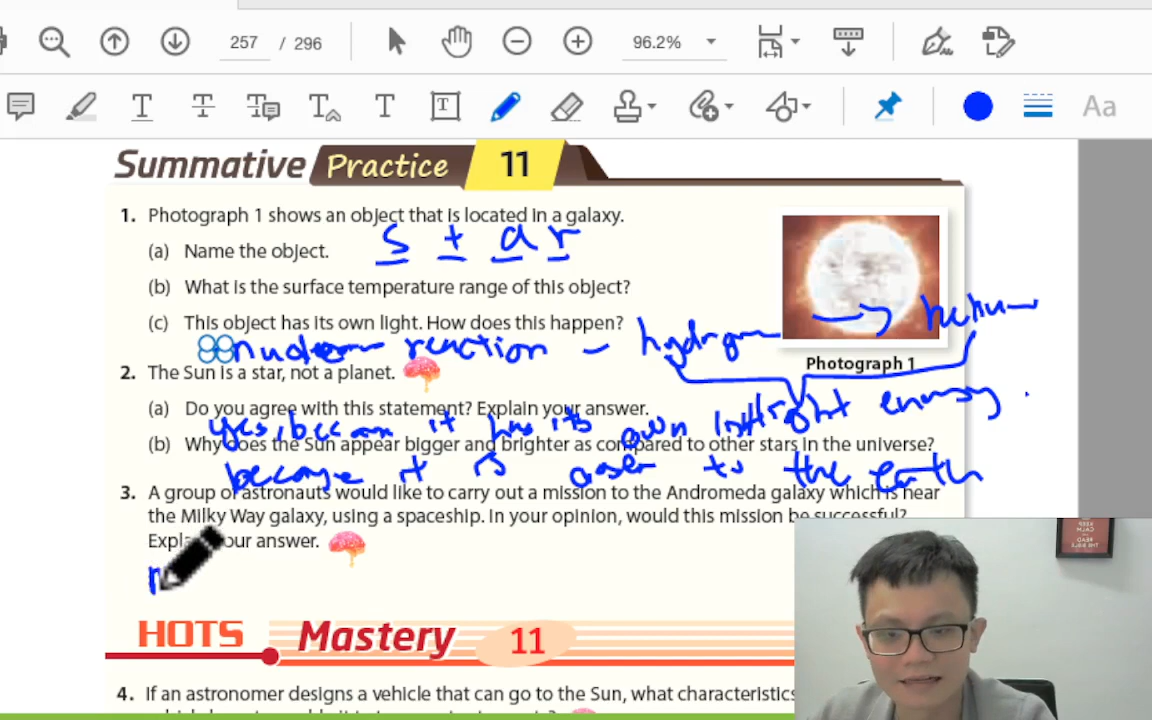 257 / 296 96.2%
Aa
Summative Practice 11
1. Photograph 1 shows an object that is located in a galaxy.
(a) Name the object. star
(b) What is the surface temperature range of this object?
(c) This object has its own light. How does this happen?
reaction – hydrogen →
Photograph 1
2. The Sun is a star, not a planet.
(a) Do you agree with this statement? Explain your answer.
yes, it has its own light energy.
(b) Why does the Sun appear bigger and brighter as compared to other stars in the universe?
because it is closer to the earth
3. A group of astronauts would like to carry out a mission to the Andromeda galaxy which is near
the Milky Way galaxy, using a spaceship. In your opinion, would this mission be successful?
Explain your answer.
HOTS Mastery 11
4. If an astronomer designs a vehicle that can go to the Sun, what characteristics